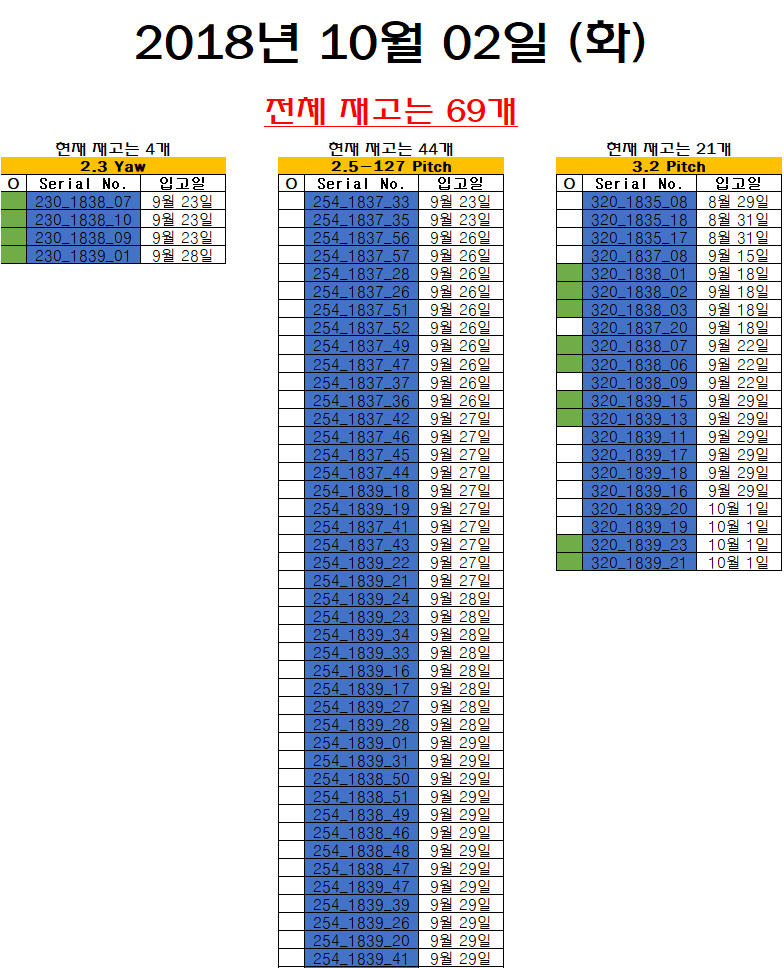 2018년 10월 02일 (화)
전체 재고는 69개
현재 재고는 4개
2.3 Yaw
O Serial No. 입고일
230_1838_07 9월 23일
230_1838_10 9월 23일
230_1838_09 9월 23일
230_1839_01 9월 28일
현재 재고는 44개
2.5-127 Pitch
O Serial No. 입고일
254_1837_33 9월 23일
254_1837_35 9월 23일
254_1837_56 9월 26일
254_1837_57 9월 26일
254_1837_28 9월 26일
254_1837_26 9월 26일
254_1837_51 9월 26일
254_1837_52 9월 26일
254_1837_49 9월 26일
254_1837_47 9월 26일
254_1837_37 9월 26일
254_1837_36 9월 26일
254_1837_42 9월 27일
254_1837_46 9월 27일
254_1837_45 9월 27일
254_1837_44 9월 27일
254_1839_18 9월 27일
254_1839_19 9월 27일
254_1837_41 9월 27일
254_1837_43 9월 27일
254_1839_22 9월 27일
254_1839_21 9월 27일
254_1839_24 9월 28일
254_1839_23 9월 28일
254_1839_34 9월 28일
254_1839_33 9월 28일
254_1839_16 9월 28일
254_1839_17 9월 28일
254_1839_27 9월 28일
254_1839_28 9월 28일
254_1839_01 9월 29일
254_1839_31 9월 29일
254_1838_50 9월 29일
254_1838_51 9월 29일
254_1838_49 9월 29일
254_1838_46 9월 29일
254_1838_48 9월 29일
254_1838_47 9월 29일
254_1839_47 9월 29일
254_1839_39 9월 29일
254_1839_26 9월 29일
254_1839_20 9월 29일
254_1839_41 9월 29일
현재 재고는 21개
3.2 Pitch
O Serial No. 입고일
320_1835_08 8월 29일
320_1835_18 8월 31일
320_1835_17 8월 31일
320_1837_08 9월 15일
320_1838_01 9월 18일
320_1838_02 9월 18일
320_1838_03 9월 18일
320_1837_20 9월 18일
320_1838_07 9월 22일
320_1838_06 9월 22일
320_1838_09 9월 22일
320_1839_15 9월 29일
320_1839_13 9월 29일
320_1839_11 9월 29일
320_1839_17 9월 29일
320_1839_18 9월 29일
320_1839_16 9월 29일
320_1839_20 10월 1일
320_1839_19 10월 1일
320_1839_23 10월 1일
320_1839_21 10월 1일